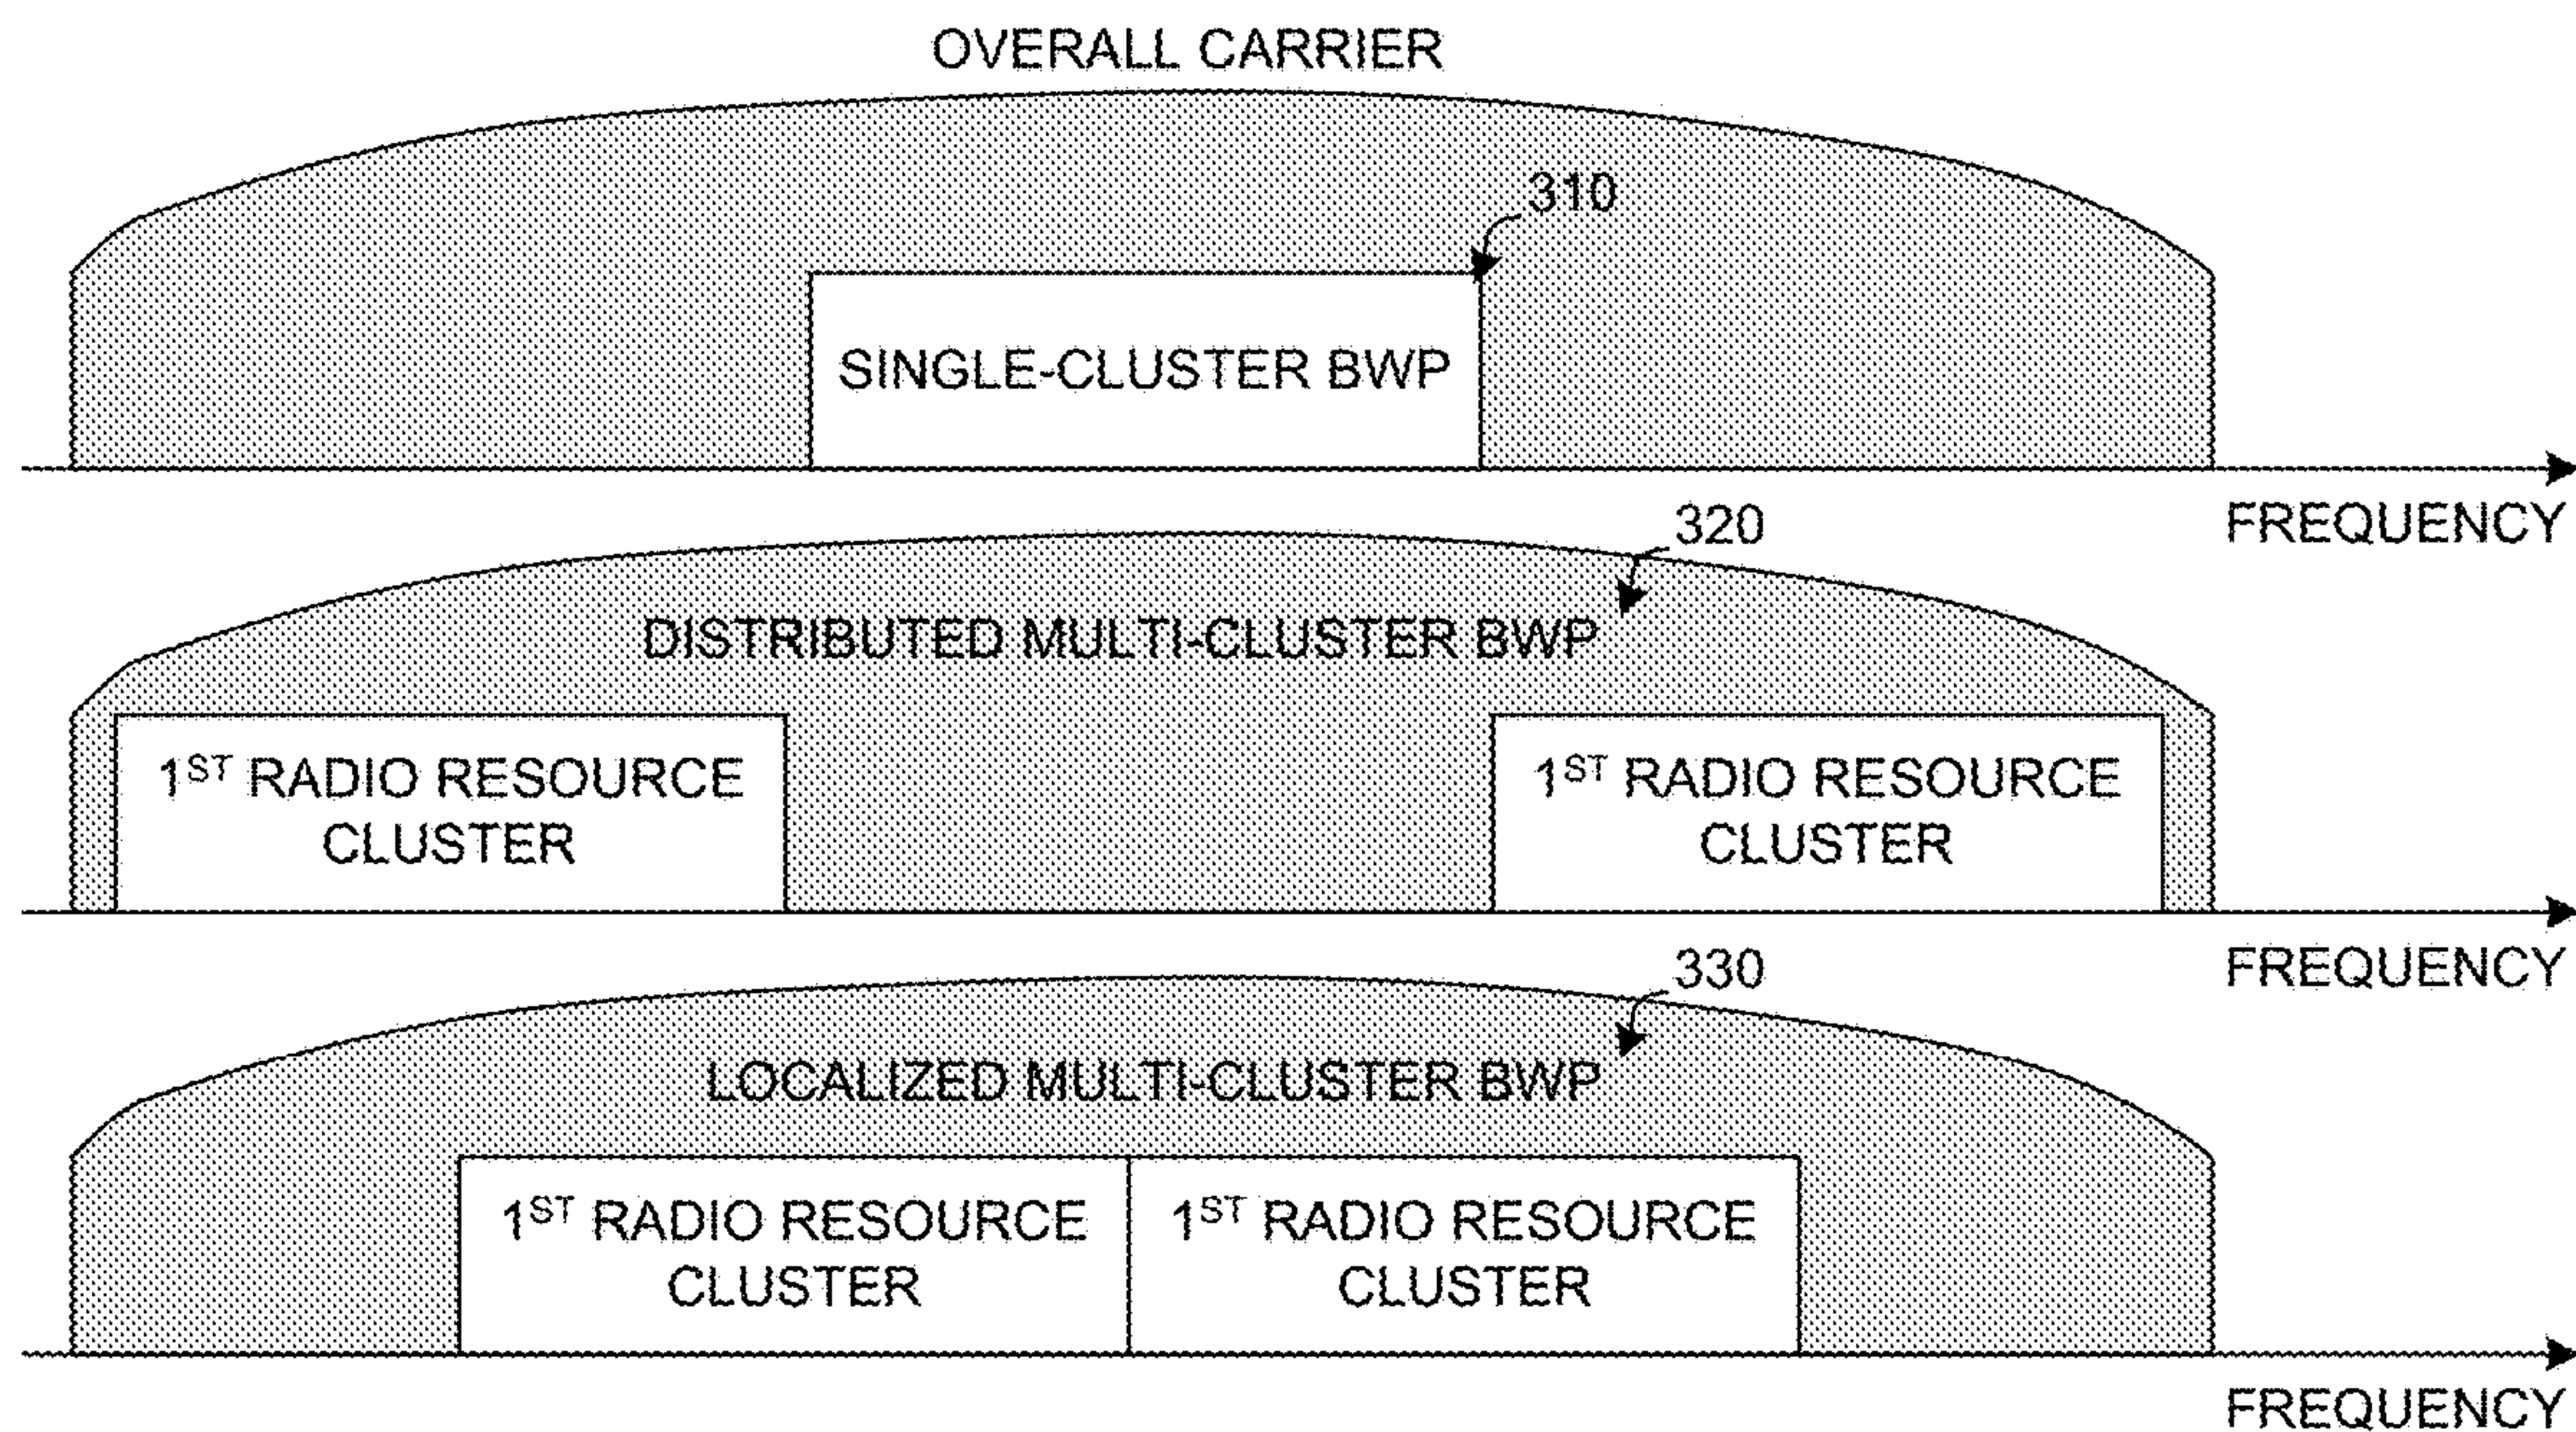 OVERALL CARRIER
310
SINGLE-CLUSTER BWP
FREQUENCY
320
DISTRIBUTED MULTI-CLUSTER BWP
1ST RADIO RESOURCE
CLUSTER
1ST RADIO RESOURCE
CLUSTER
FREQUENCY
330
LOCALIZED MULTI-CLUSTER BWP
1ST RADIO RESOURCE
CLUSTER
1ST RADIO RESOURCE
CLUSTER
FREQUENCY